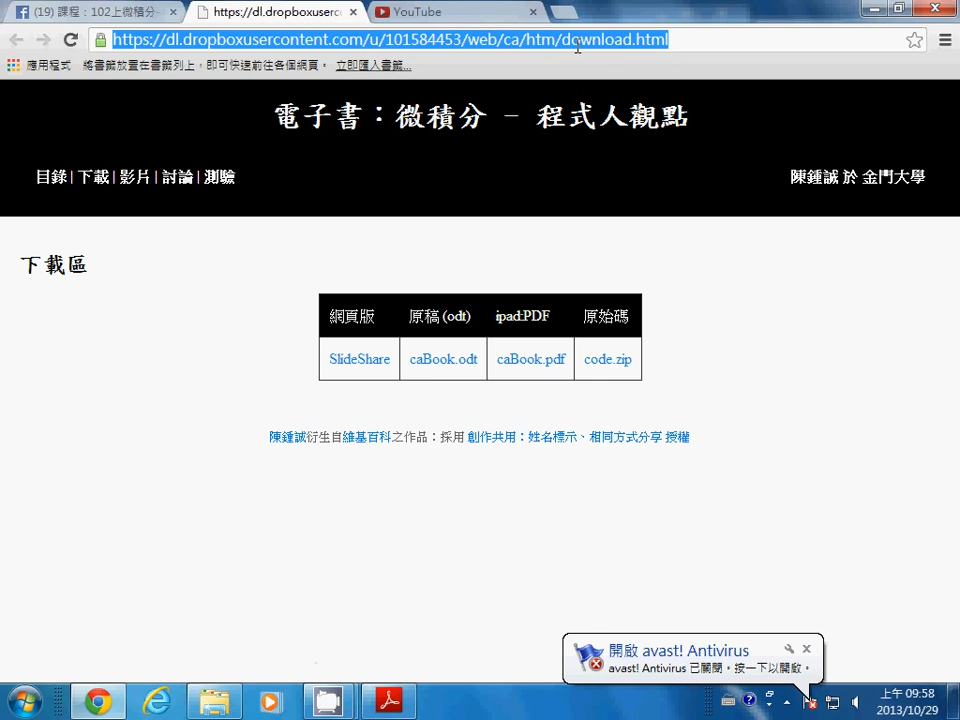 (19) 課程：102上微積分-
https://dl.dropboxuserc
YouTube
https://dl.dropboxusercontent.com/u/101584453/web/ca/htm/download.html
應用程式 將書籤放置在書籤列上，即可快速前往各個網頁。 立即匯入書籤...
電子書：微積分 - 程式人觀點
目錄 | 下載 | 影片 | 討論 | 測驗
陳鍾誠 於 金門大學
下載區
網頁版 原稿 (odt) ipad:PDF 原始碼
SlideShare caBook.odt caBook.pdf code.zip
陳鍾誠衍生自維基百科之作品：採用 創作共用：姓名標示、相同方式分享 授權
開啟 avast! Antivirus
avast! Antivirus 已關閉。按一下以開啟。
上午 09:58
2013/10/29